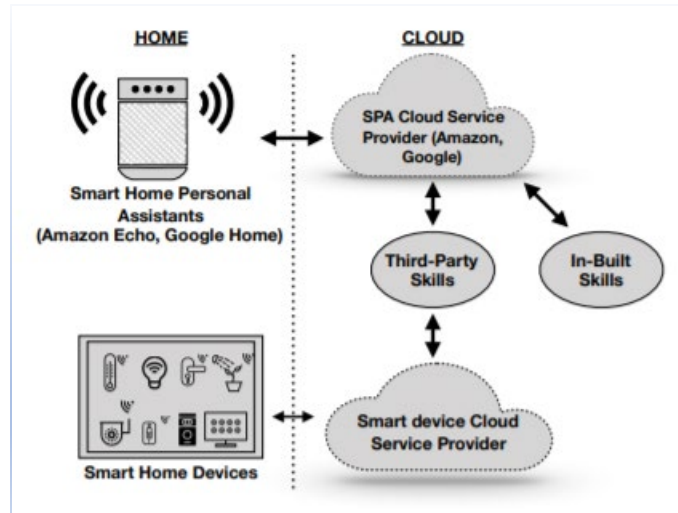 HOME
CLOUD
SPA Cloud Service
Provider (Amazon,
Google)
Smart Home Personal
Assistants
(Amazon Echo, Google Home)
Third-Party
Skills
In-Built
Skills
Smart device Cloud
Service Provider
Smart Home Devices